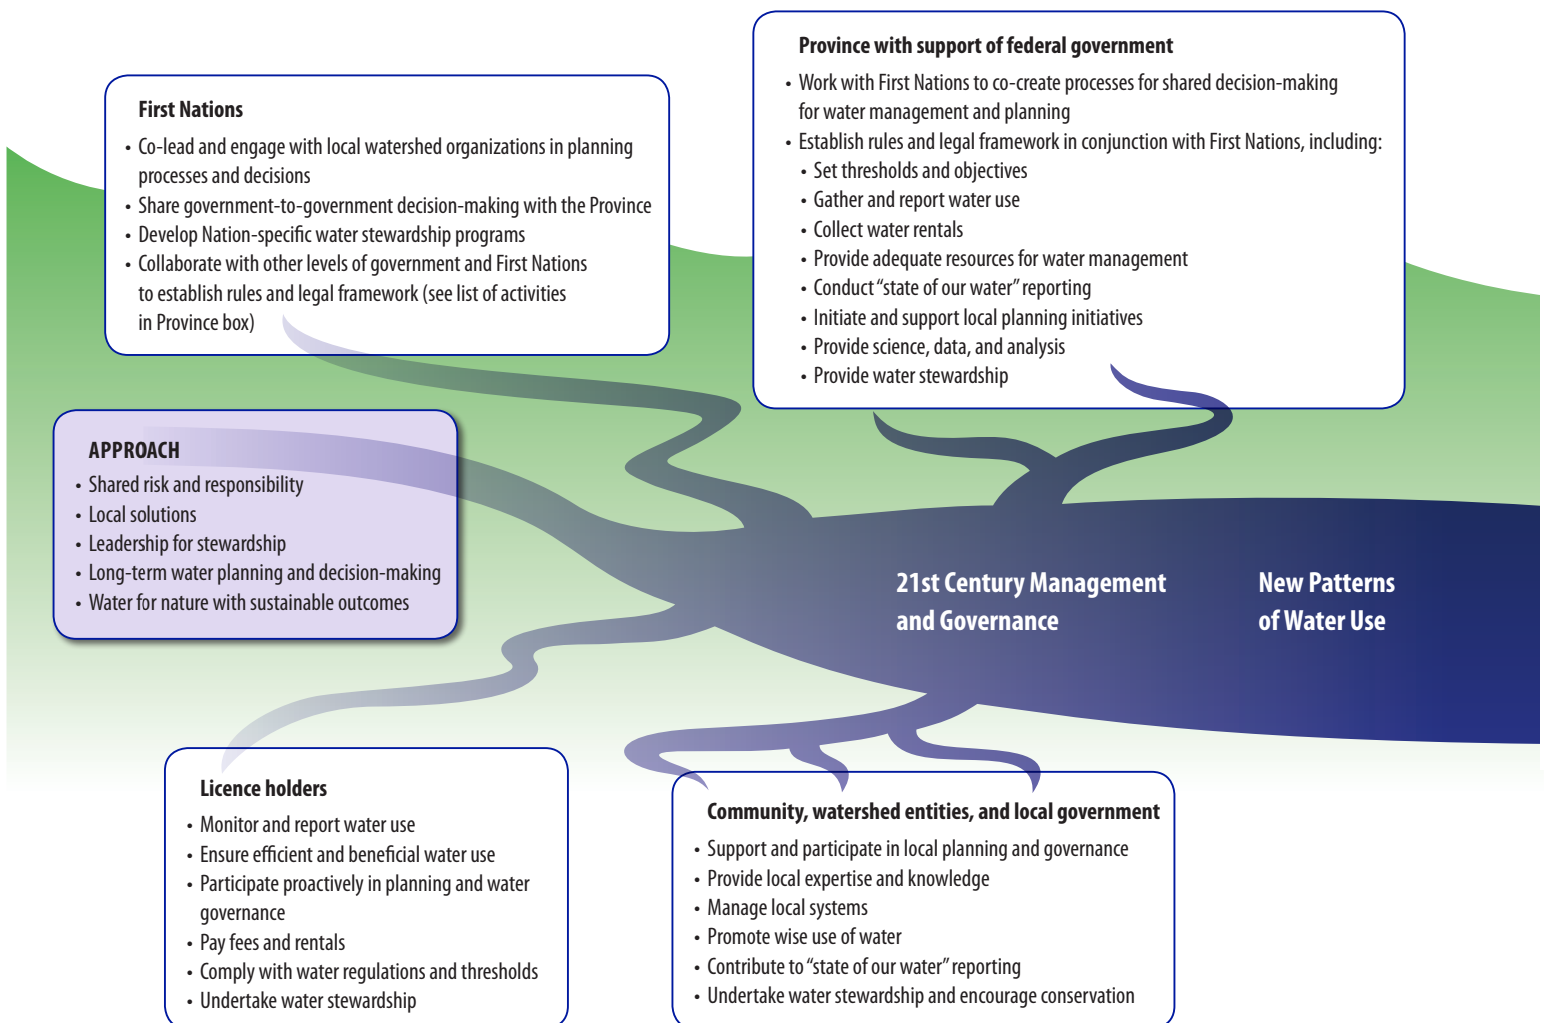 First Nations
• Co-lead and engage with local watershed organizations in planning
processes and decisions
• Share government-to-government decision-making with the Province
• Develop Nation-specific water stewardship programs
• Collaborate with other levels of government and First Nations
to establish rules and legal framework (see list of activities
in Province box)
Province with support of federal government
• Work with First Nations to co-create processes for shared decision-making
for water management and planning
• Establish rules and legal framework in conjunction with First Nations, including:
• Set thresholds and objectives
• Gather and report water use
• Collect water rentals
• Provide adequate resources for water management
• Conduct “state of our water” reporting
• Initiate and support local planning initiatives
• Provide science, data, and analysis
• Provide water stewardship
APPROACH
• Shared risk and responsibility
• Local solutions
• Leadership for stewardship
• Long-term water planning and decision-making
• Water for nature with sustainable outcomes
21st Century Management
and Governance
New Patterns
of Water Use
Licence holders
• Monitor and report water use
• Ensure efficient and beneficial water use
• Participate proactively in planning and water
governance
• Pay fees and rentals
• Comply with water regulations and thresholds
• Undertake water stewardship
Community, watershed entities, and local government
• Support and participate in local planning and governance
• Provide local expertise and knowledge
• Manage local systems
• Promote wise use of water
• Contribute to “state of our water” reporting
• Undertake water stewardship and encourage conservation